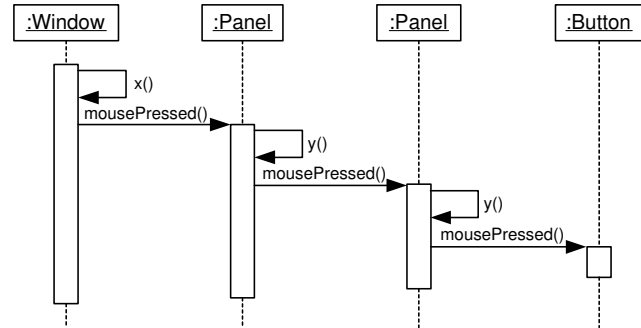 :Window
:Panel
:Panel
:Button
x()
mousePressed()
y()
mousePressed()
y()
mousePressed()